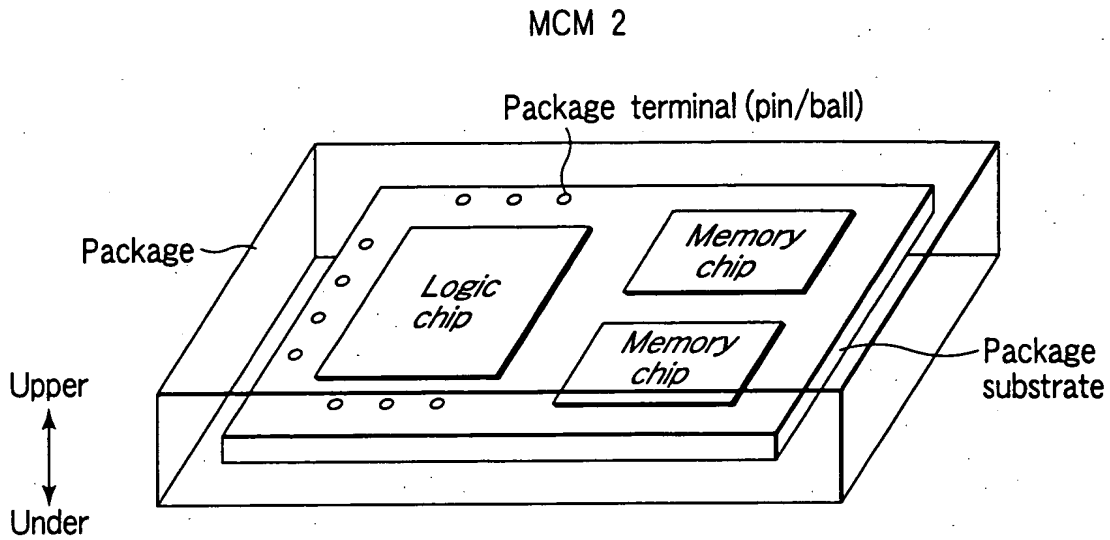 MCM 2
Package terminal (pin/ball)
Package
Memory
chip
Logic
chip
Memory
chip
Package
substrate
Upper
Under